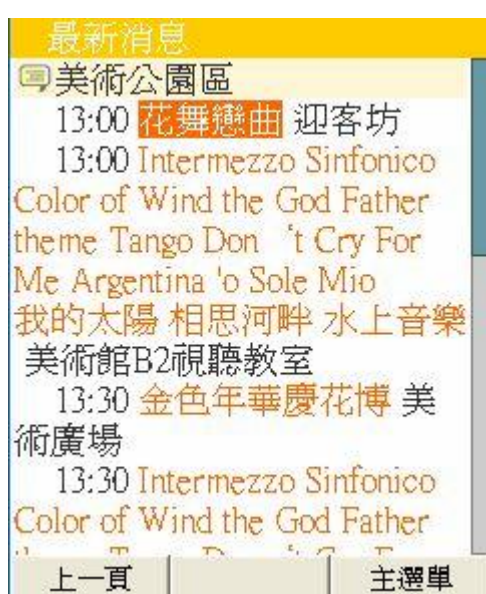 最新消息
美術公園區
13:00 花舞戀曲 迎客坊
13:00 Intermezzo Sinfonico
Color of Wind the God Father
theme Tango Don 't Cry For
Me Argentina 'o Sole Mio
我的太陽 相思河畔 水上音樂
美術館B2視聽教室
13:30 金色年華慶花博 美
術廣場
13:30 Intermezzo Sinfonico
Color of Wind the God Father
上一頁 主選單